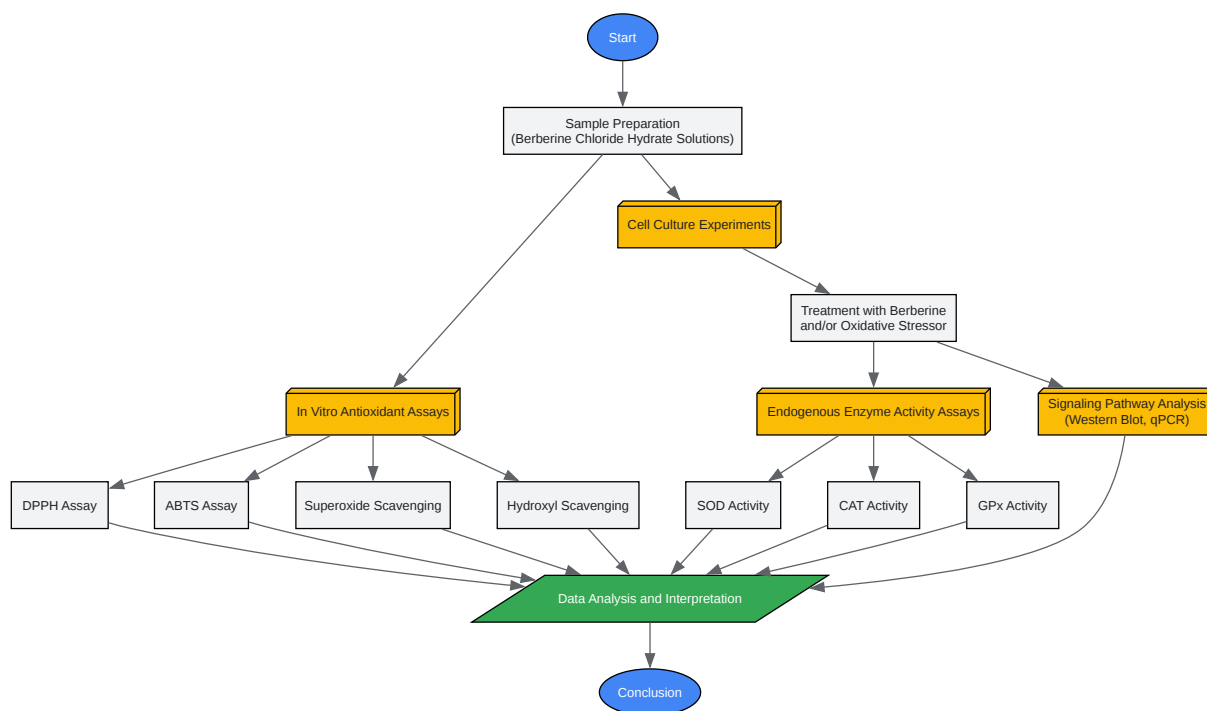 Start
Sample Preparation
(Berberine Chloride Hydrate Solutions)
Cell Culture Experiments
Treatment with Berberine
and/or Oxidative Stressor
In Vitro Antioxidant Assays
Endogenous Enzyme Activity Assays
Signaling Pathway Analysis
(Western Blot, qPCR)
DPPH Assay
ABTS Assay
Superoxide Scavenging
Hydroxyl Scavenging
SOD Activity
CAT Activity
GPx Activity
Data Analysis and Interpretation
Conclusion